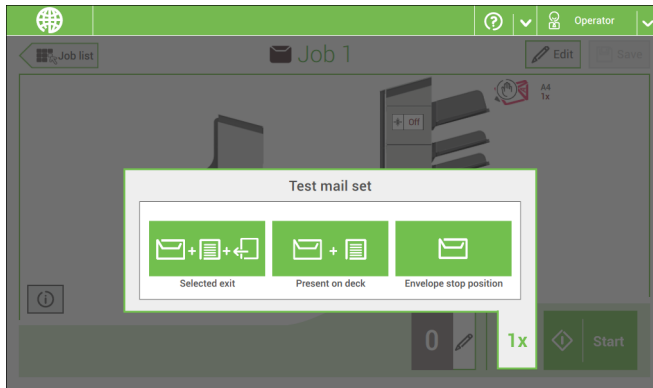 Operator
Job list
Job 1
Edit
Save
A4
1x
Off
Test mail set
Selected exit
Present on deck
Envelope stop position
0
1x
Start